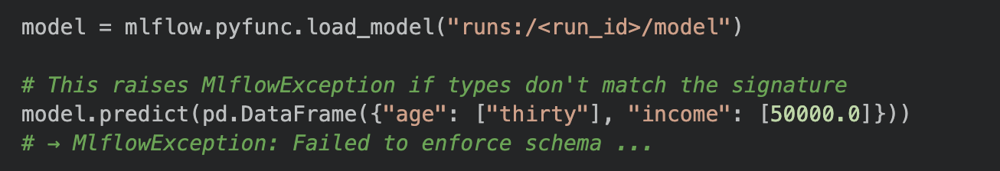 model = mlflow.pyfunc.load_model("runs:/<run_id>/model")
# This raises MlflowException if types don't match the signature
model.predict(pd.DataFrame({"age": ["thirty"], "income": [50000.0]}))
# → MlflowException: Failed to enforce schema ...